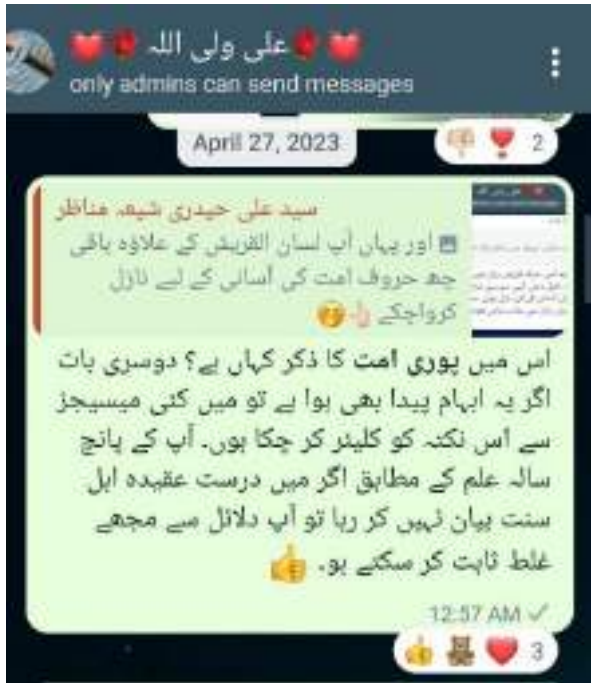 ❤️🌹علی ولی اللہ🌹❤️
only admins can send messages
April 27, 2023
👎🏻 ❣️ 2
سید علی حیدری شیعہ مناظر
اور یہاں آپ لسان القریش کے علاؤہ باقی
چھ حروف امت کی آسانی کے لیے نازل
کرواچکے
اس میں پوری امت کا ذکر کہاں ہے؟ دوسری بات
اگر یہ ابہام پیدا بھی ہوا ہے تو میں کئی میسیجز
سے اس نکتہ کو کلیئر کر چکا ہوں۔ آپ کے پانچ
سالہ علم کے مطابق اگر میں درست عقیدہ اہل
سنت بیان نہیں کر رہا تو آپ دلائل سے مجھے
غلط ثابت کر سکتے ہو۔ 👍
12:57 AM ✓
👍 🧸 ❤️ 3